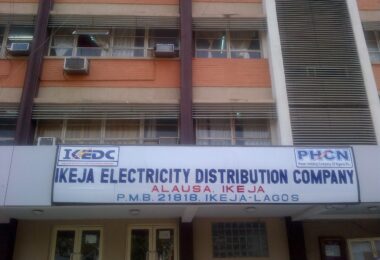 IKEDC
PHCN
IKEJA ELECTRICITY DISTRIBUTION COMPANY
ALAUSA, IKEJA
P.M.B. 21818, IKEJA-LAGOS